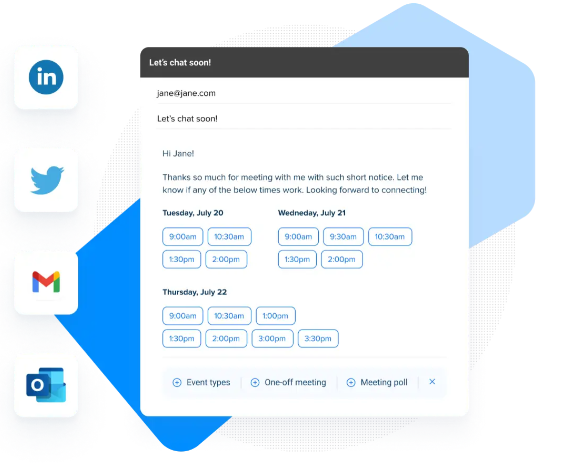 in
Let's chat soon!
jane@jane.com
Let's chat soon!
Hi Jane!
Thanks so much for meeting with me with such short notice. Let me
know if any of the below times work. Looking forward to connecting!
Tuesday, July 20
9:00am 10:30am
1:30pm 2:00pm
Wedneday, July 21
9:00am 9:30am 10:30am
1:30pm 2:00pm
Thursday, July 22
9:00am 10:30am 1:00pm
1:30pm 2:00pm 3:00pm 3:30pm
Event types One-off meeting Meeting poll
O